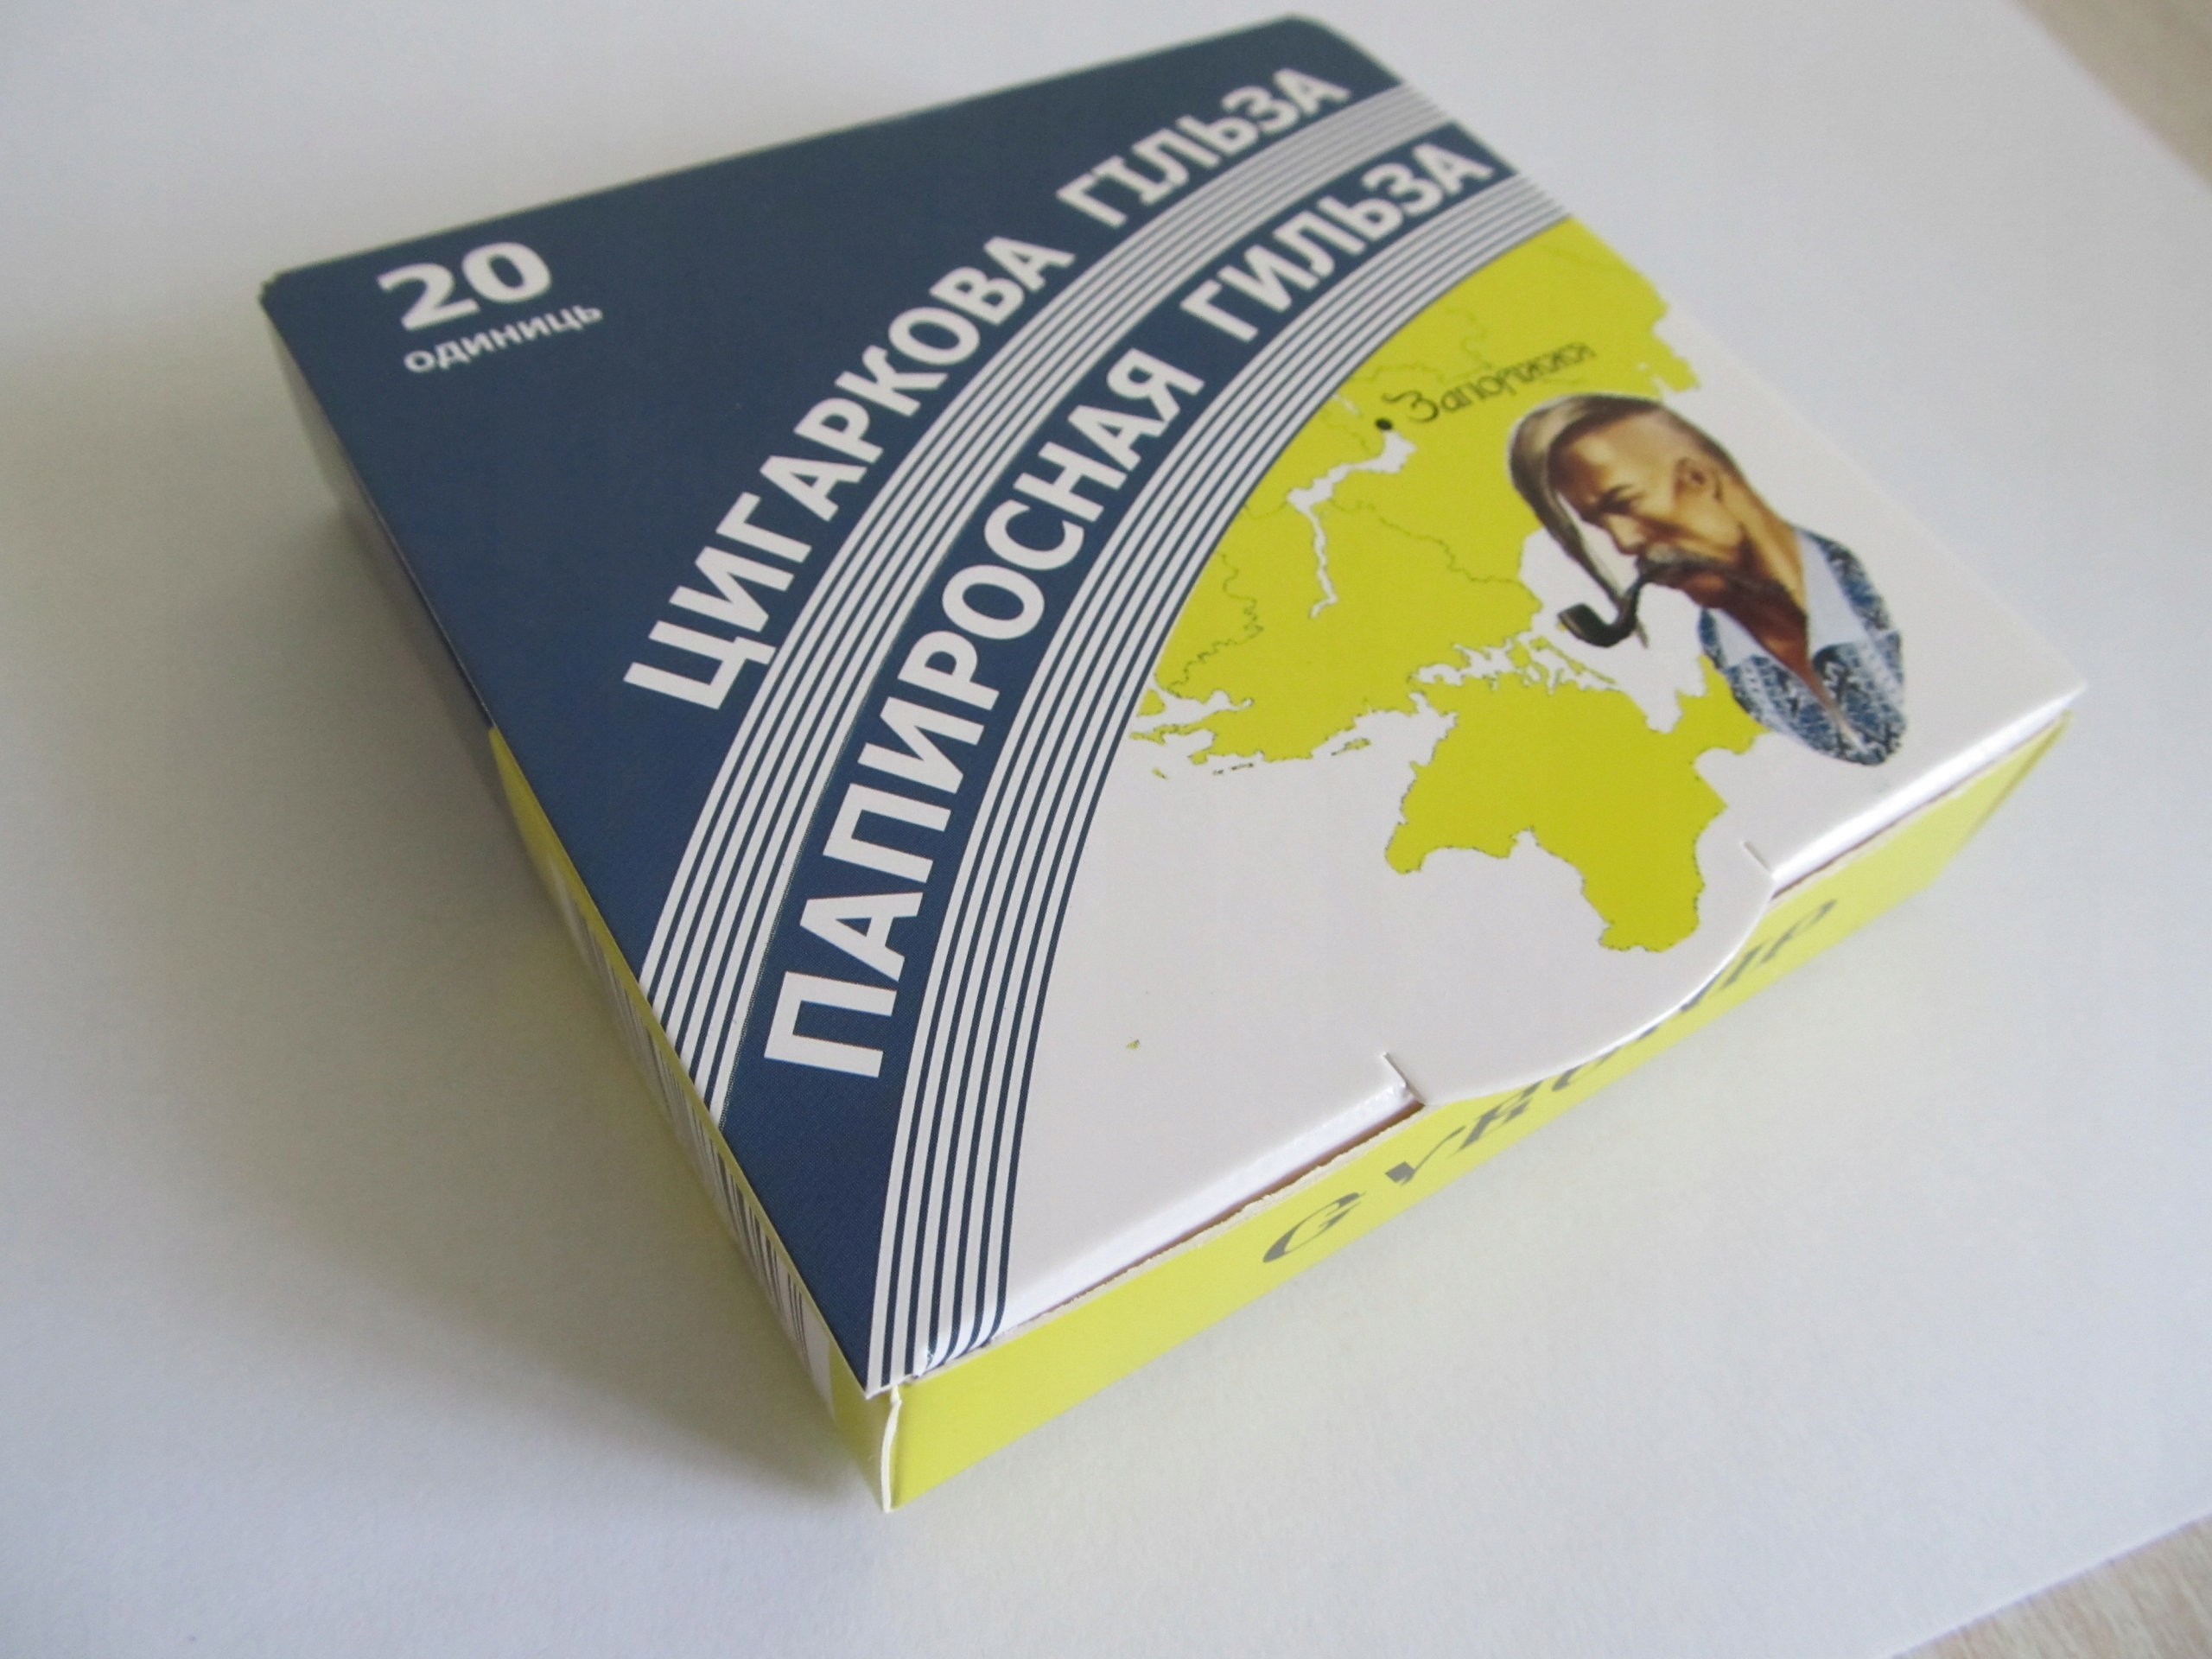 20
одиниць
ЦИГАРКОВА ГІЛЬЗА
ПАПИРОСНАЯ ГИЛЬЗА
Запоріжжя